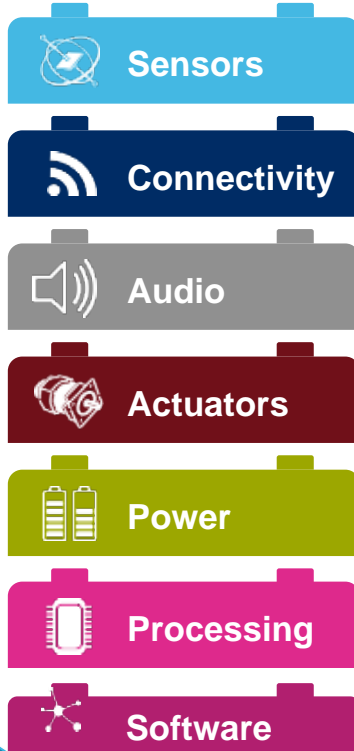 Sensors
Connectivity
Audio
Actuators
Power
Processing
Software